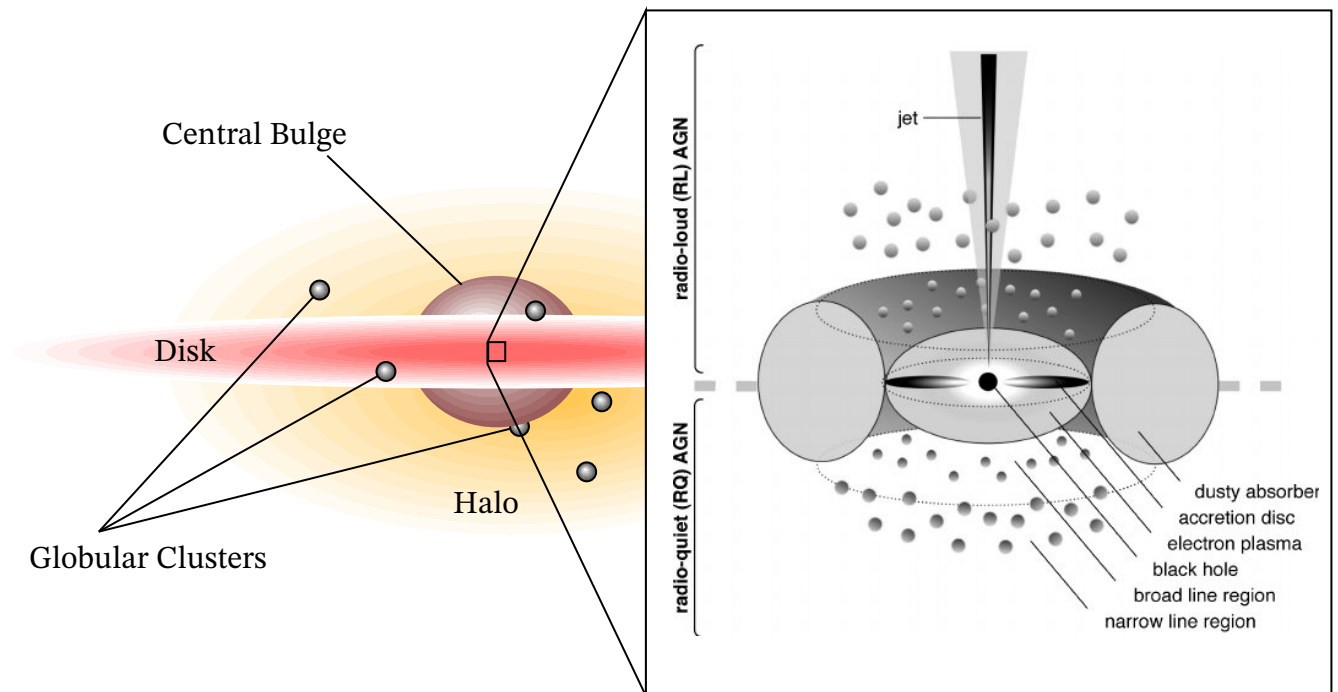 Central Bulge
Disk
Halo
Globular Clusters
radio-loud (RL) AGN
jet
radio-quiet (RQ) AGN
dusty absorber
accretion disc
electron plasma
black hole
broad line region
narrow line region